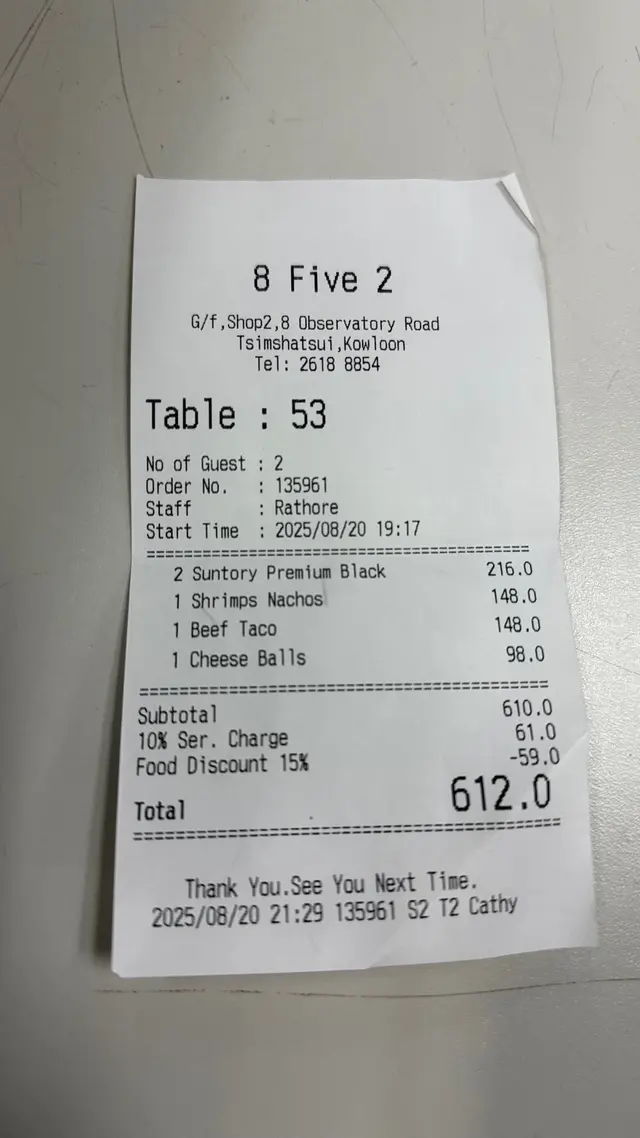 8 Five 2
G/f,Shop2,8 Observatory Road
Tsimshatsui,Kowloon
Tel: 2618 8854
Table : 53
No of Guest : 2
Order No. : 135961
Staff : Rathore
Start Time : 2025/08/20 19:17
==============================================
2 Suntory Premium Black 216.0
1 Shrimps Nachos 148.0
1 Beef Taco 148.0
1 Cheese Balls 98.0
==============================================
Subtotal 610.0
10% Ser. Charge 61.0
Food Discount 15% -59.0
Total 612.0
==============================================
Thank You.See You Next Time.
2025/08/20 21:29 135961 S2 T2 Cathy